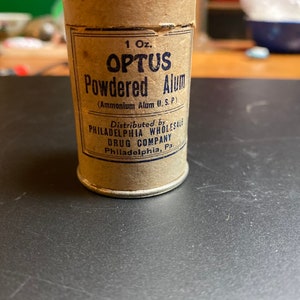 1 Oz.
OPTUS
Powdered Alum
(Ammonium Alum U. S. P.)
Distributed by
PHILADELPHIA WHOLESALE
DRUG COMPANY
Philadelphia, Pa.